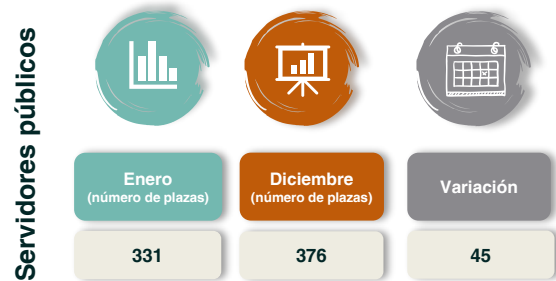 Servidores públicos
Enero
(número de plazas)
Diciembre
(número de plazas)
Variación
331
376
45